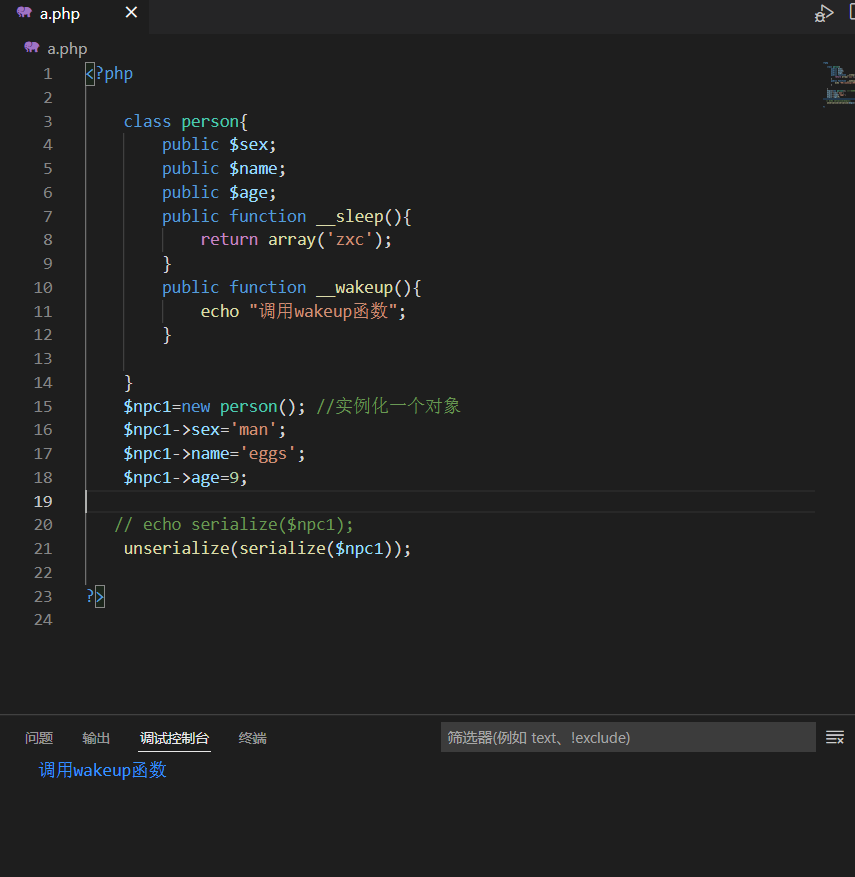 a.php
a.php
1 <?php
2
3 class person{
4 public $sex;
5 public $name;
6 public $age;
7 public function __sleep(){
8 return array('zxc');
9 }
10 public function __wakeup(){
11 echo "调用wakeup函数";
12 }
13
14 }
15 $npc1=new person(); //实例化一个对象
16 $npc1->sex='man';
17 $npc1->name='eggs';
18 $npc1->age=9;
19
20 // echo serialize($npc1);
21 unserialize(serialize($npc1));
22
23 ?>
24
问题 输出 调试控制台 终端 筛选器(例如 text、!exclude)
调用wakeup函数